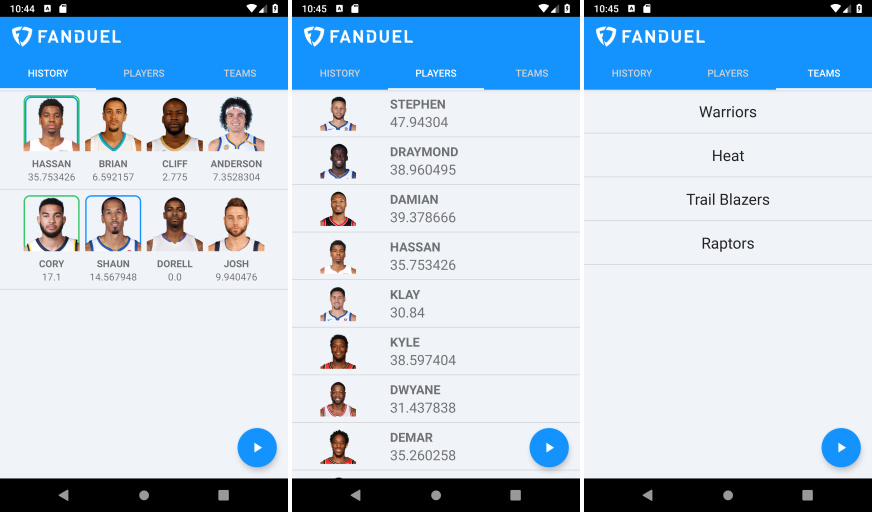 10:44
FANDUEL
HISTORY PLAYERS TEAMS
HASSAN BRIAN CLIFF ANDERSON
35.753426 6.592157 2.775 7.3528304
CORY SHAUN DORELL JOSH
17.1 14.567948 0.0 9.940476
10:45
FANDUEL
HISTORY PLAYERS TEAMS
STEPHEN
47.94304
DRAYMOND
38.960495
DAMIAN
39.378666
HASSAN
35.753426
KLAY
30.84
KYLE
38.597404
DWYANE
31.437838
DEMAR
35.260258
10:45
FANDUEL
HISTORY PLAYERS TEAMS
Warriors
Heat
Trail Blazers
Raptors